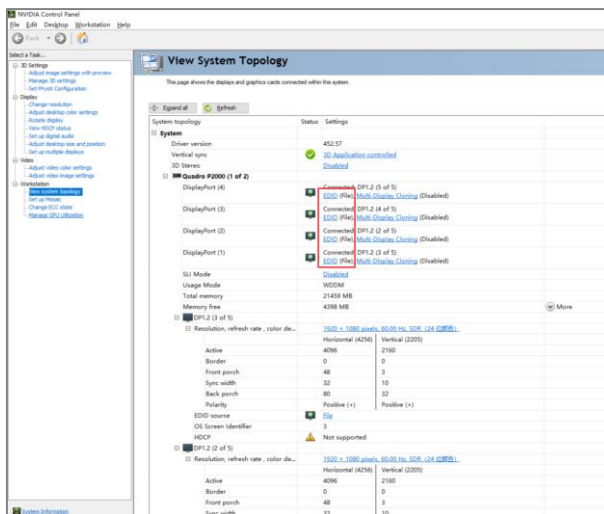 NVIDIA Control Panel
File Edit Desktop Workstation Help
Back
Select a Task...
3D Settings
Adjust image settings with preview
Manage 3D settings
Set PhysX Configuration
Display
Change resolution
Adjust desktop color settings
Rotate display
View HDCP status
Set up digital audio
Adjust desktop size and position
Set up multiple displays
Video
Adjust video color settings
Adjust video image settings
Workstation
View system topology
Set up Mosaic
Change ECC state
Manage GPU Utilization
System Information
View System Topology
This page shows the displays and graphics cards connected within this system.
Expand all Refresh
System topology Status Settings
System
Driver version 452.57
Vertical sync 3D Application controlled
3D Stereo Disabled
Quadro P2000 (1 of 2)
DisplayPort (4) Connected, DP1.2 (5 of 5)
EDID (File), Multi-Display Cloning (Disabled)
DisplayPort (3) Connected, DP1.2 (4 of 5)
EDID (File), Multi-Display Cloning (Disabled)
DisplayPort (2) Connected, DP1.2 (2 of 5)
EDID (File), Multi-Display Cloning (Disabled)
DisplayPort (1) Connected, DP1.2 (3 of 5)
EDID (File), Multi-Display Cloning (Disabled)
SLI Mode Disabled
Usage Mode WDDM
Total memory 21459 MB
Memory free 4398 MB More
DP1.2 (3 of 5)
Resolution, refresh rate , color de... 1920 × 1080 pixels, 60.00 Hz, SDR (24 位颜色)
Horizontal (4256) Vertical (2205)
Active 4096 2160
Border 0 0
Front porch 48 3
Sync width 32 10
Back porch 80 32
Polarity Positive (+) Positive (+)
EDID source File
OS Screen Identifier 3
HDCP Not supported
DP1.2 (2 of 5)
Resolution, refresh rate , color de... 1920 × 1080 pixels, 60.00 Hz, SDR (24 位颜色)
Horizontal (4256) Vertical (2205)
Active 4096 2160
Border 0 0
Front porch 48 3
Sync width 32 10